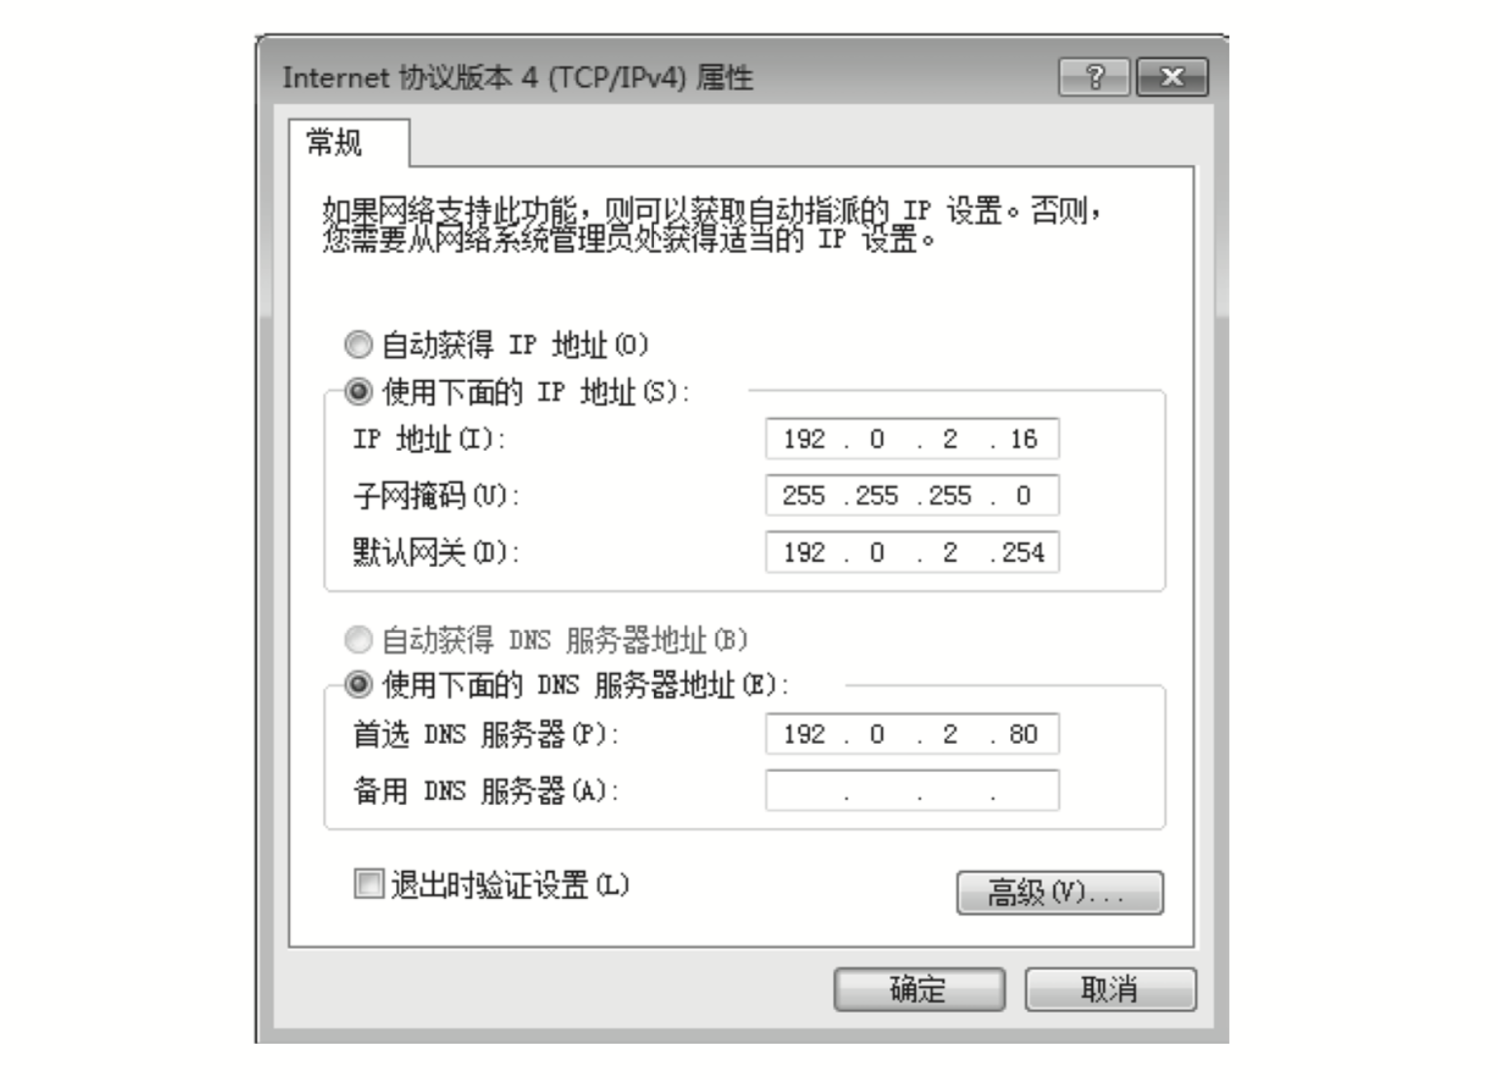 Internet 协议版本 4 (TCP/IPv4) 属性
常规
如果网络支持此功能，则可以获取自动指派的 IP 设置。否则，
您需要从网络系统管理员处获得适当的 IP 设置。
自动获得 IP 地址(O)
使用下面的 IP 地址(S):
IP 地址(I): 192 . 0 . 2 . 16
子网掩码(U): 255 .255 .255 . 0
默认网关(D): 192 . 0 . 2 .254
自动获得 DNS 服务器地址(B)
使用下面的 DNS 服务器地址(E):
首选 DNS 服务器(P): 192 . 0 . 2 . 80
备用 DNS 服务器(A): . . .
退出时验证设置(L)
高级(V)...
确定 取消